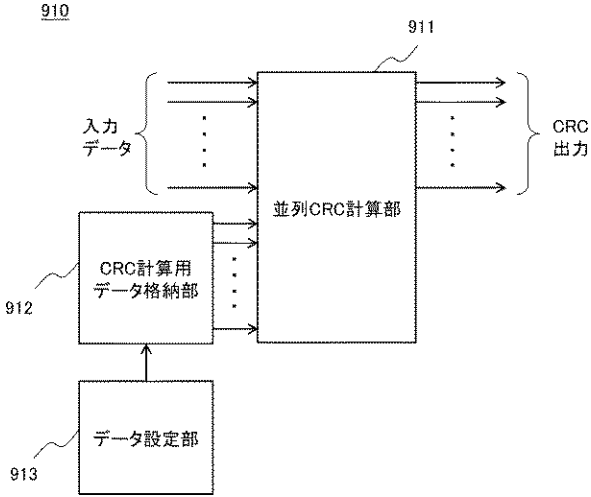 910
911
入力
データ
CRC
出力
並列CRC計算部
CRC計算用
データ格納部
912
データ設定部
913